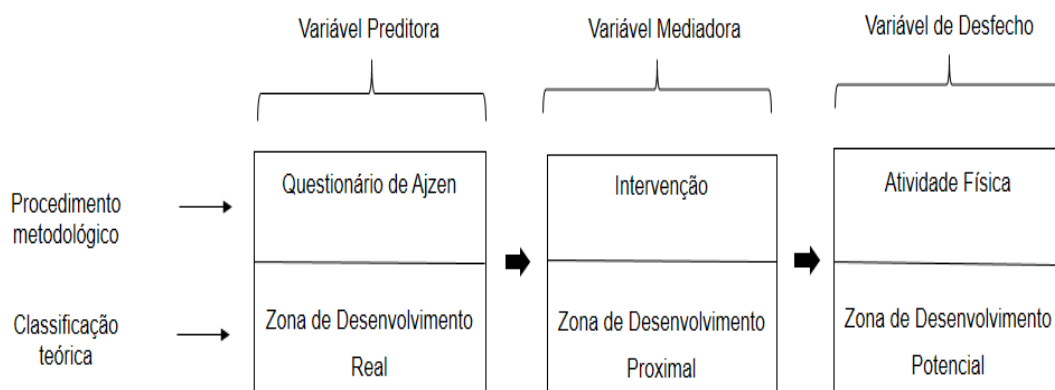 Variável Preditora
Variável Mediadora
Variável de Desfecho
Procedimento
metodológico
Questionário de Ajzen
Intervenção
Atividade Física
Classificação
teórica
Zona de Desenvolvimento
Real
Zona de Desenvolvimento
Proximal
Zona de Desenvolvimento
Potencial